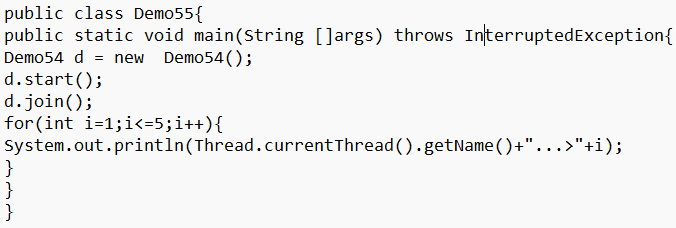 public class Demo55{
public static void main(String []args) throws InterruptedException{
Demo54 d = new  Demo54();
d.start();
d.join();
for(int i=1;i<=5;i++){
System.out.println(Thread.currentThread().getName()+"...>"+i);
}
}
}